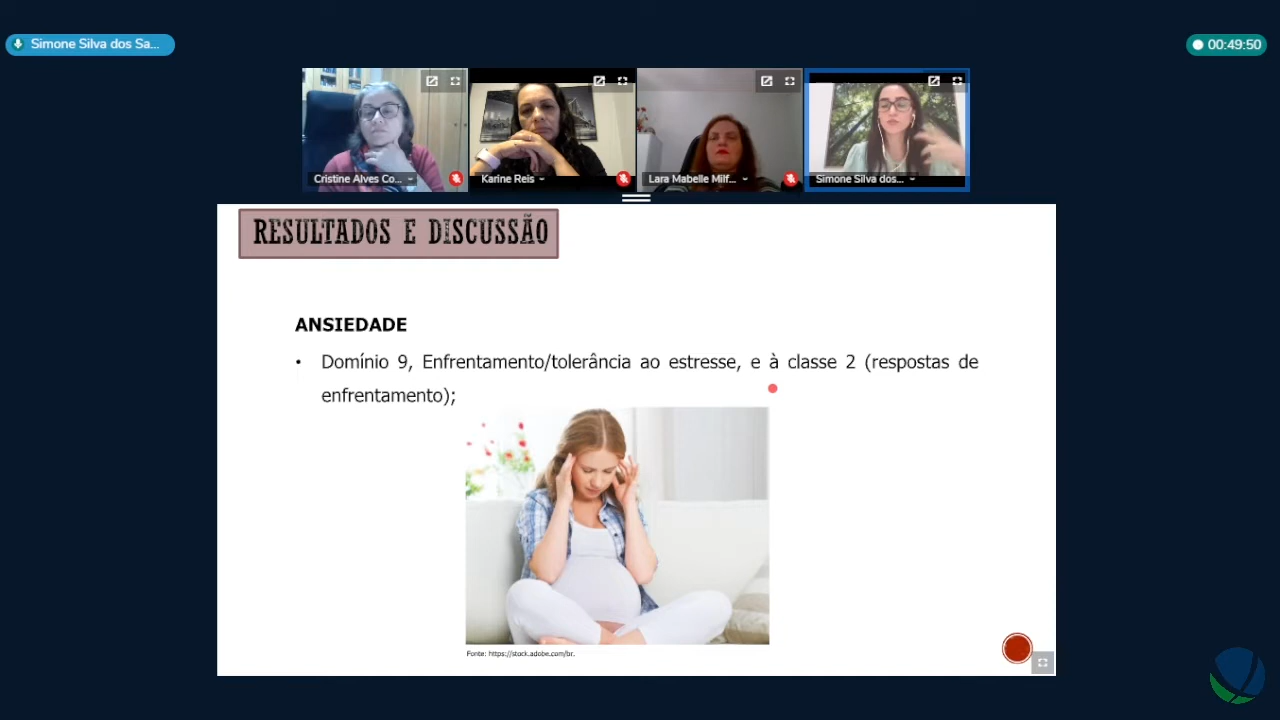 Simone Silva dos Sa...
00:49:50
Cristine Alves Co...
Karine Reis
Lara Mabelle Milf...
Simone Silva dos...
RESULTADOS E DISCUSSÃO
ANSIEDADE
• Domínio 9, Enfrentamento/tolerância ao estresse, e à classe 2 (respostas de
enfrentamento);
Fonte: https://stock.adobe.com/br.